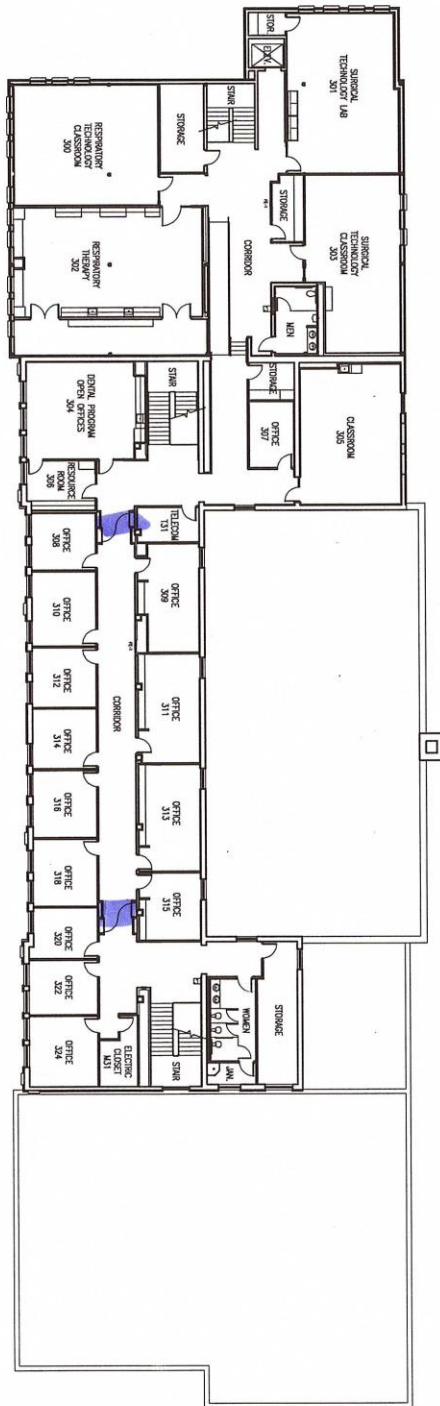 STOR.
ELEV.
SURGICAL
TECHNOLOGY LAB
301
STAIR
STORAGE
RESPIRATORY
TECHNOLOGY
CLASSROOM
300
STORAGE
SURGICAL
TECHNOLOGY
CLASSROOM
303
CORRIDOR
RESPIRATORY
THERAPY
302
MEN
STAIR
STORAGE
OFFICE
307
CLASSROOM
305
DENTAL PROGRAM
OPEN OFFICES
304
RESOURCE
ROOM
306
TELECOM
T31
OFFICE
308
OFFICE
309
OFFICE
310
OFFICE
311
OFFICE
312
CORRIDOR
OFFICE
314
OFFICE
313
OFFICE
316
OFFICE
318
OFFICE
315
OFFICE
320
OFFICE
322
OFFICE
324
ELECTRIC
CLOSET
M31
STAIR
WOMEN
STORAGE
JAN.